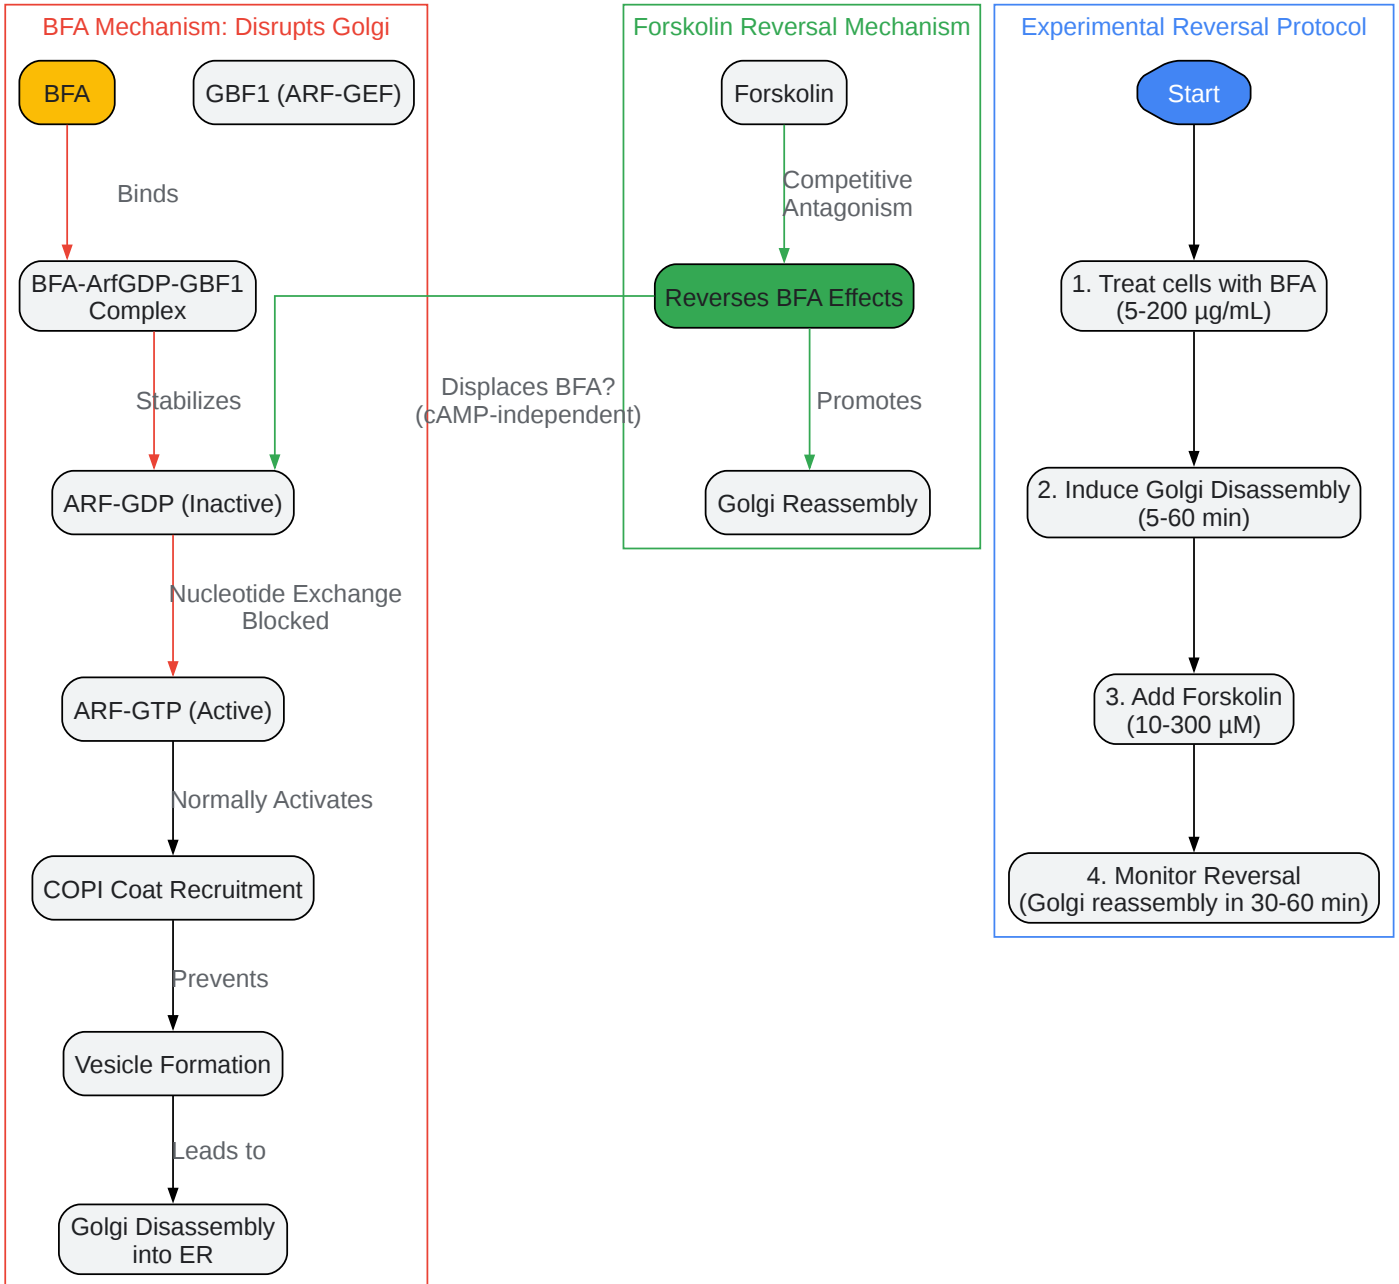 BFA Mechanism: Disrupts Golgi
BFA
GBF1 (ARF-GEF)
Binds
BFA-ArfGDP-GBF1
Complex
Stabilizes
ARF-GDP (Inactive)
Nucleotide Exchange
Blocked
ARF-GTP (Active)
Normally Activates
COPI Coat Recruitment
Prevents
Vesicle Formation
Leads to
Golgi Disassembly
into ER
Forskolin Reversal Mechanism
Forskolin
Competitive
Antagonism
Reverses BFA Effects
Displaces BFA?
(cAMP-independent)
Promotes
Golgi Reassembly
Experimental Reversal Protocol
Start
1. Treat cells with BFA
(5-200 µg/mL)
2. Induce Golgi Disassembly
(5-60 min)
3. Add Forskolin
(10-300 µM)
4. Monitor Reversal
(Golgi reassembly in 30-60 min)